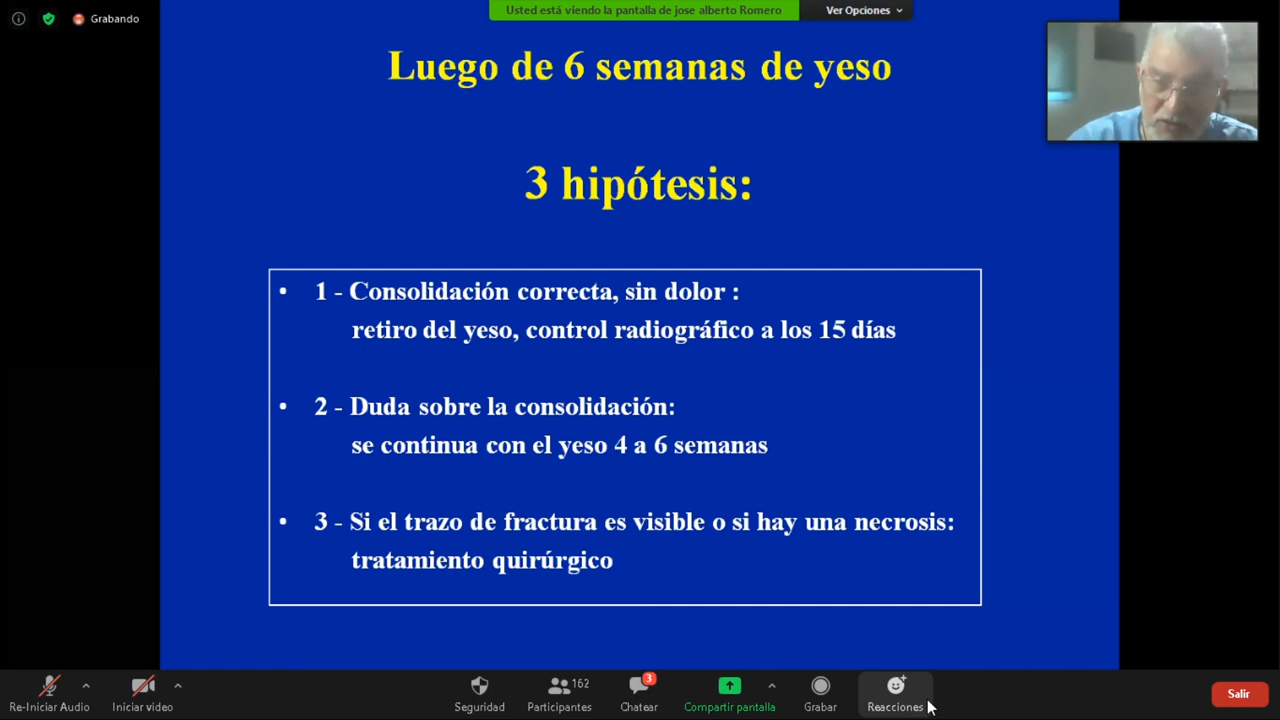 Grabando
Usted está viendo la pantalla de jose alberto Romero
Ver Opciones
Luego de 6 semanas de yeso
3 hipótesis:
• 1 - Consolidación correcta, sin dolor :
retiro del yeso, control radiográfico a los 15 días
• 2 - Duda sobre la consolidación:
se continua con el yeso 4 a 6 semanas
• 3 - Si el trazo de fractura es visible o si hay una necrosis:
tratamiento quirúrgico
Re-Iniciar Audio
Iniciar video
Seguridad
162
Participantes
3
Chatear
Compartir pantalla
Grabar
Reacciones
Salir